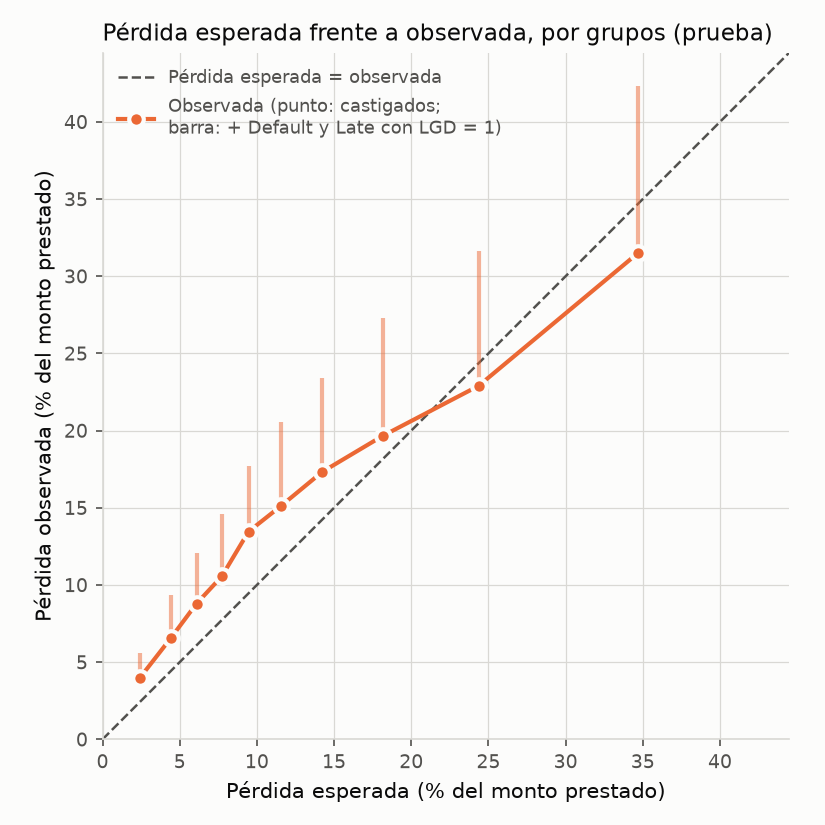 Pérdida esperada frente a observada, por grupos (prueba)
Pérdida esperada = observada
Observada (punto: castigados;
barra: + Default y Late con LGD = 1)
Pérdida observada (% del monto prestado)
40
35
30
25
20
15
10
5
0
0 5 10 15 20 25 30 35 40
Pérdida esperada (% del monto prestado)